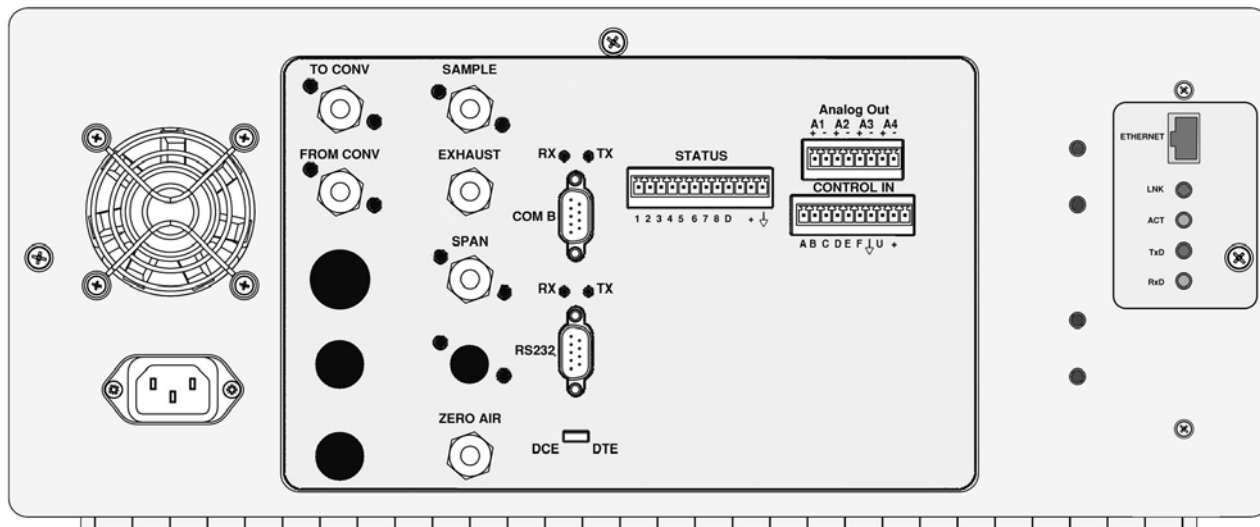 TO CONV
SAMPLE
FROM CONV
EXHAUST
SPAN
ZERO AIR
RX TX
COM B
RX TX
RS232
DCE DTE
STATUS
1 2 3 4 5 6 7 8 D +
Analog Out
A1 A2 A3 A4
+ - + - + - + -
CONTROL IN
A B C D E F U +
ETHERNET
LNK
ACT
TxD
RxD